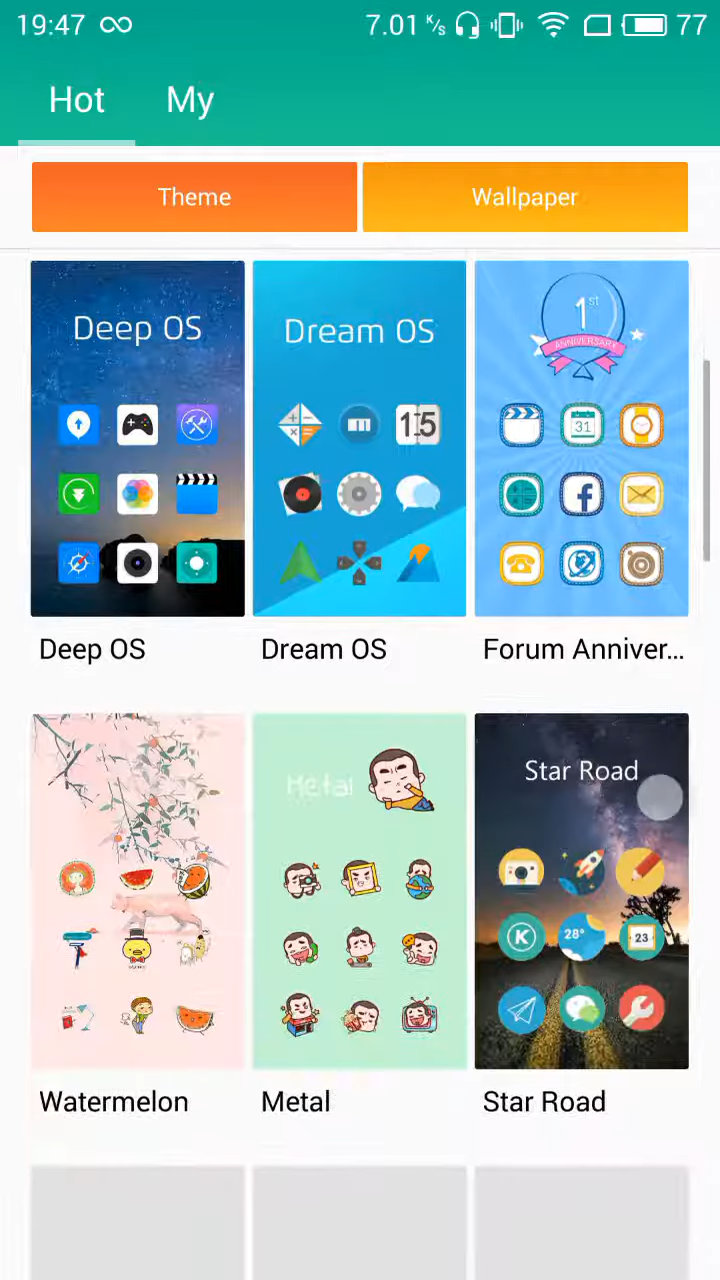 19:47 7.01 K/s 77
Hot My
Theme Wallpaper
Deep OS
Dream OS
1st
ANNIVERSARY
15
31
Deep OS Dream OS Forum Anniver...
Metal
Star Road
K
28°
23
Watermelon Metal Star Road